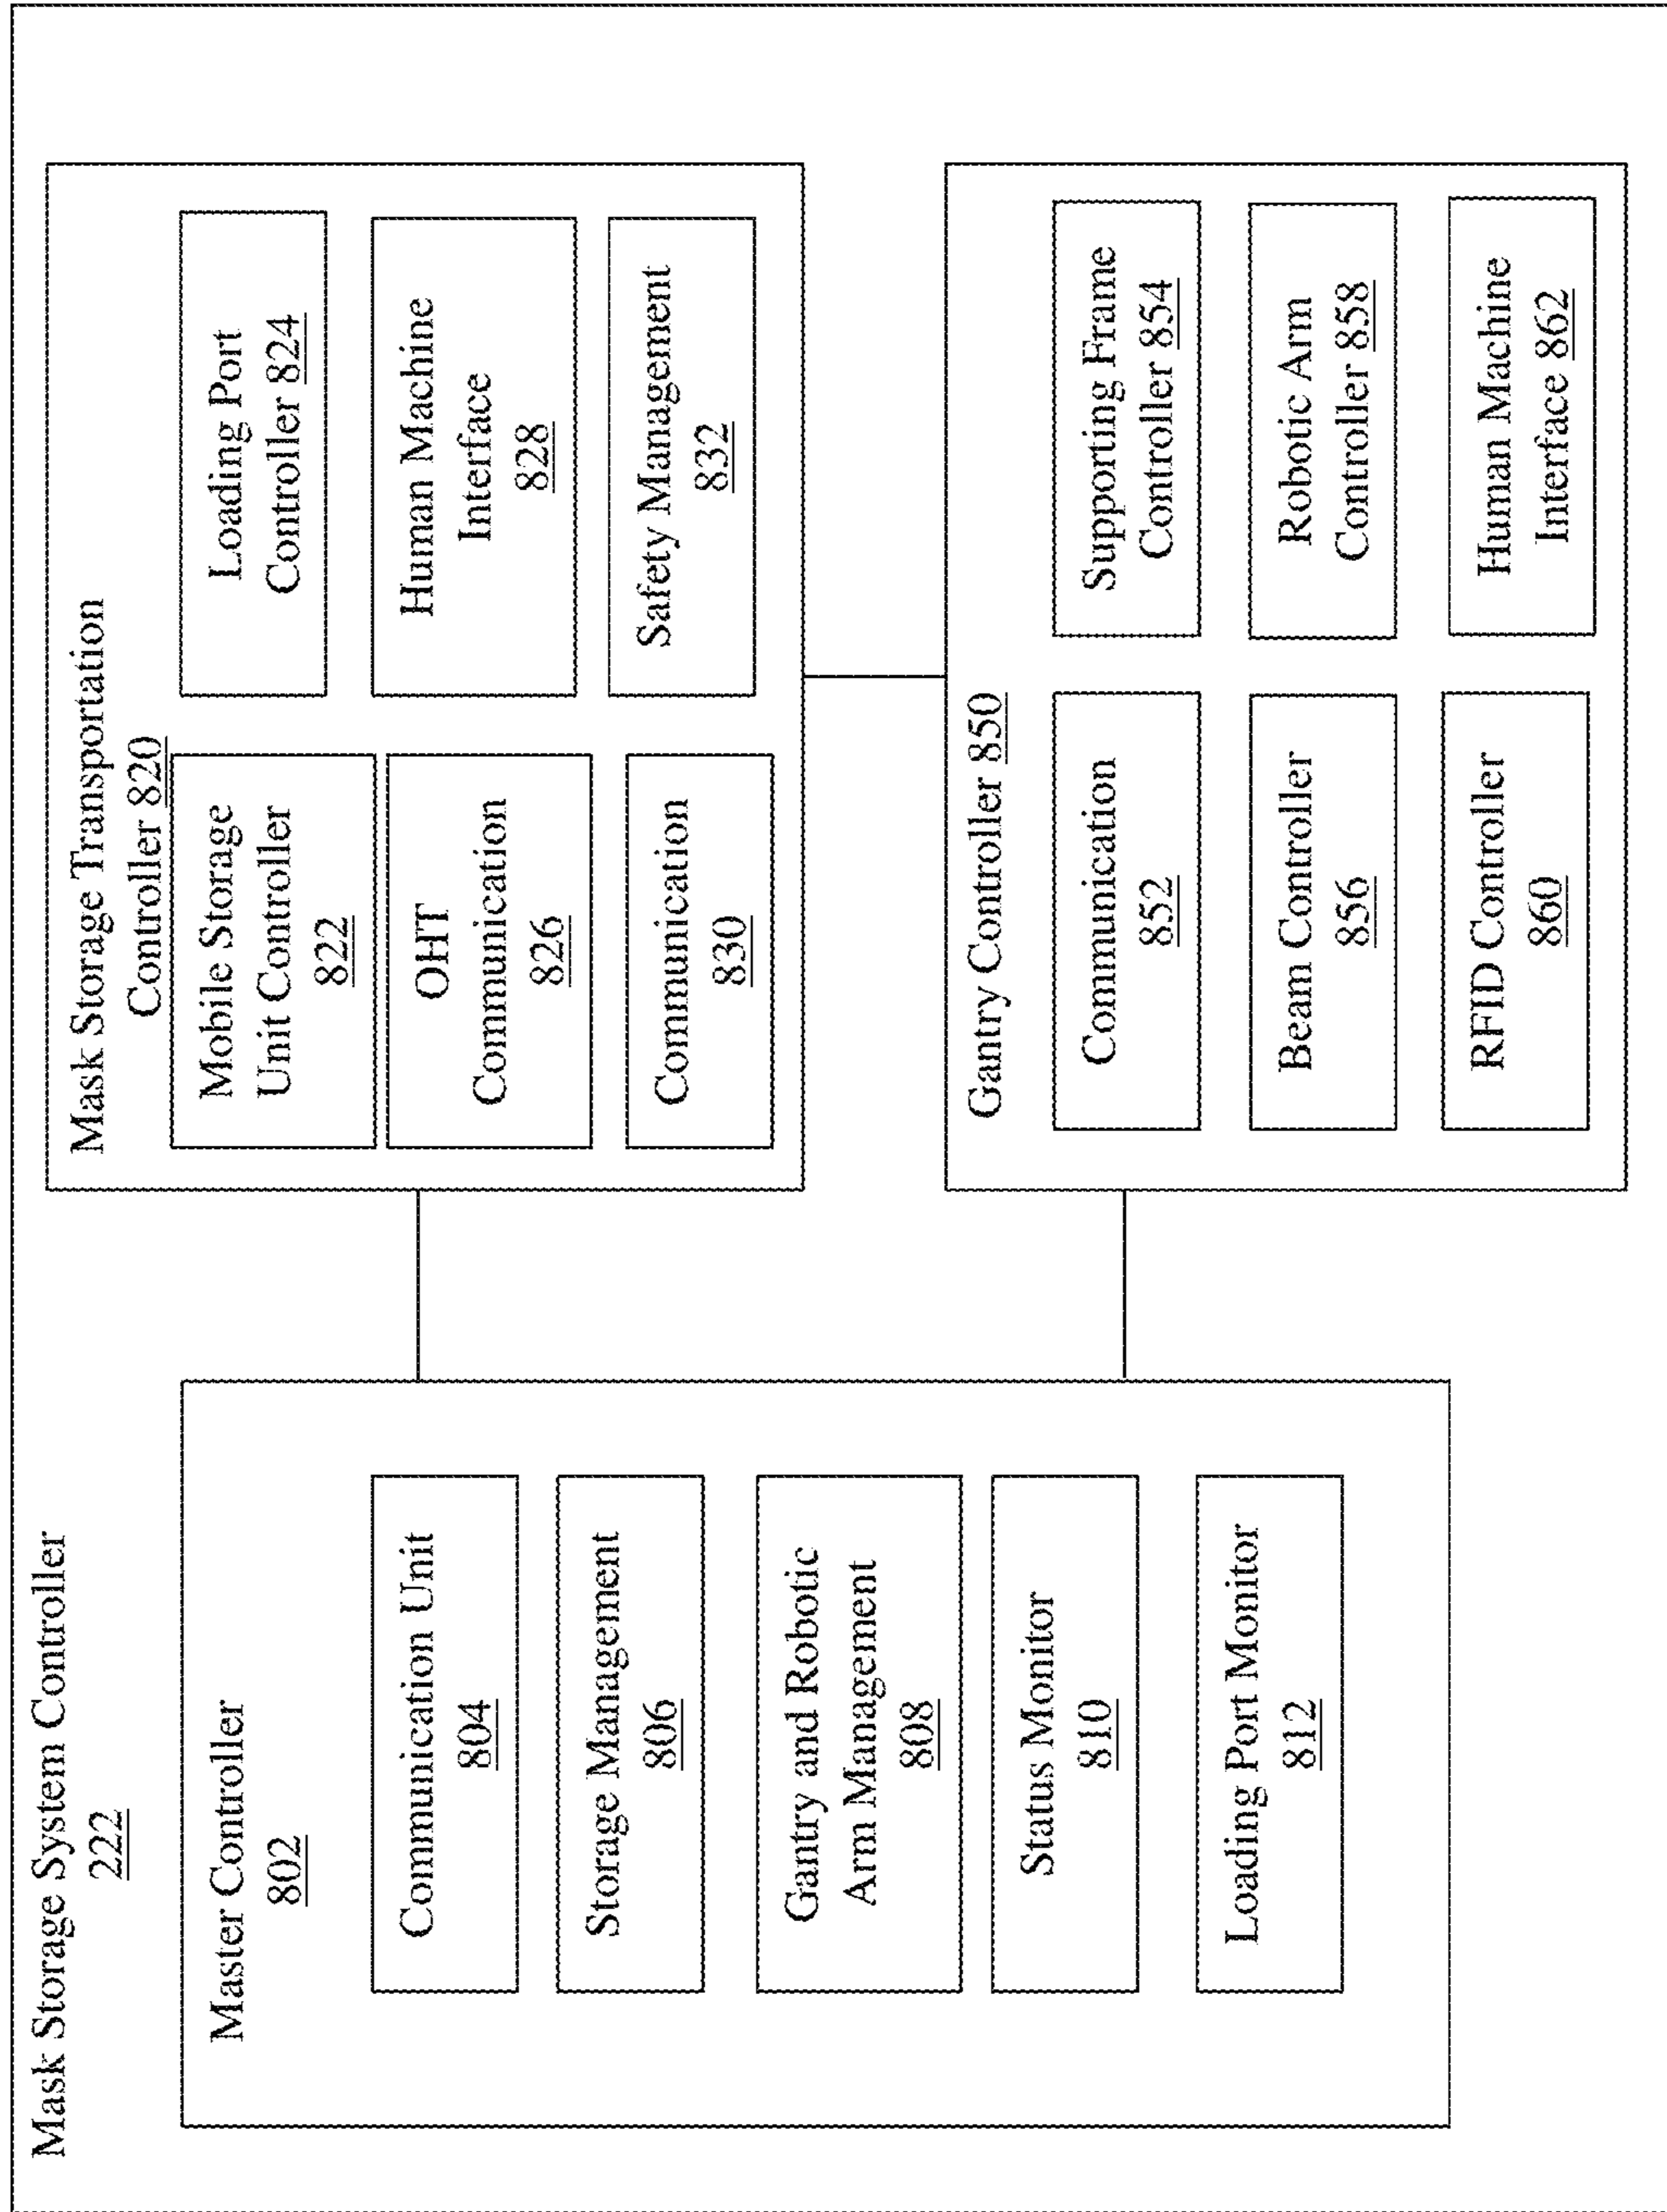 Mask Storage System Controller
222
Master Controller
802
Communication Unit
804
Storage Management
806
Gantry and Robotic
Arm Management
808
Status Monitor
810
Loading Port Monitor
812
Mask Storage Transportation
Controller 820
Mobile Storage
Unit Controller
822
Loading Port
Controller 824
OHT
Communication
826
Human Machine
Interface
828
Communication
830
Safety Management
832
Gantry Controller 850
Communication
852
Supporting Frame
Controller 854
Beam Controller
856
Robotic Arm
Controller 858
RFID Controller
860
Human Machine
Interface 862